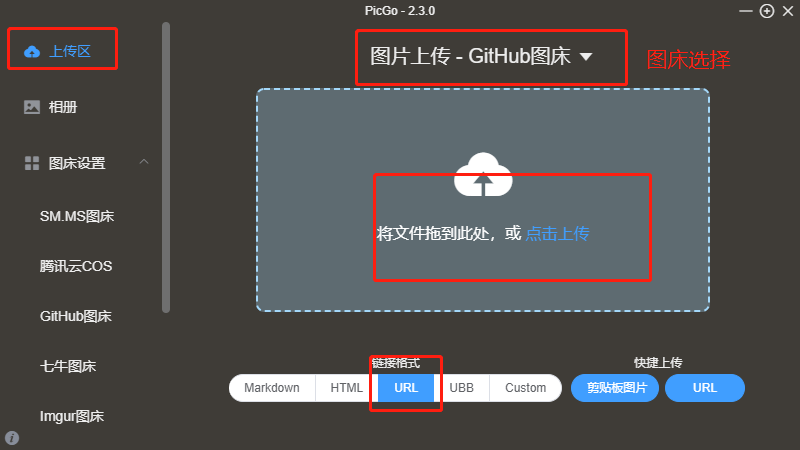 PicGo - 2.3.0
上传区
相册
图床设置
SM.MS图床
腾讯云COS
GitHub图床
七牛图床
Imgur图床
图片上传 - GitHub图床
图床选择
将文件拖到此处，或 点击上传
链接格式
Markdown HTML URL UBB Custom
快捷上传
剪贴板图片 URL